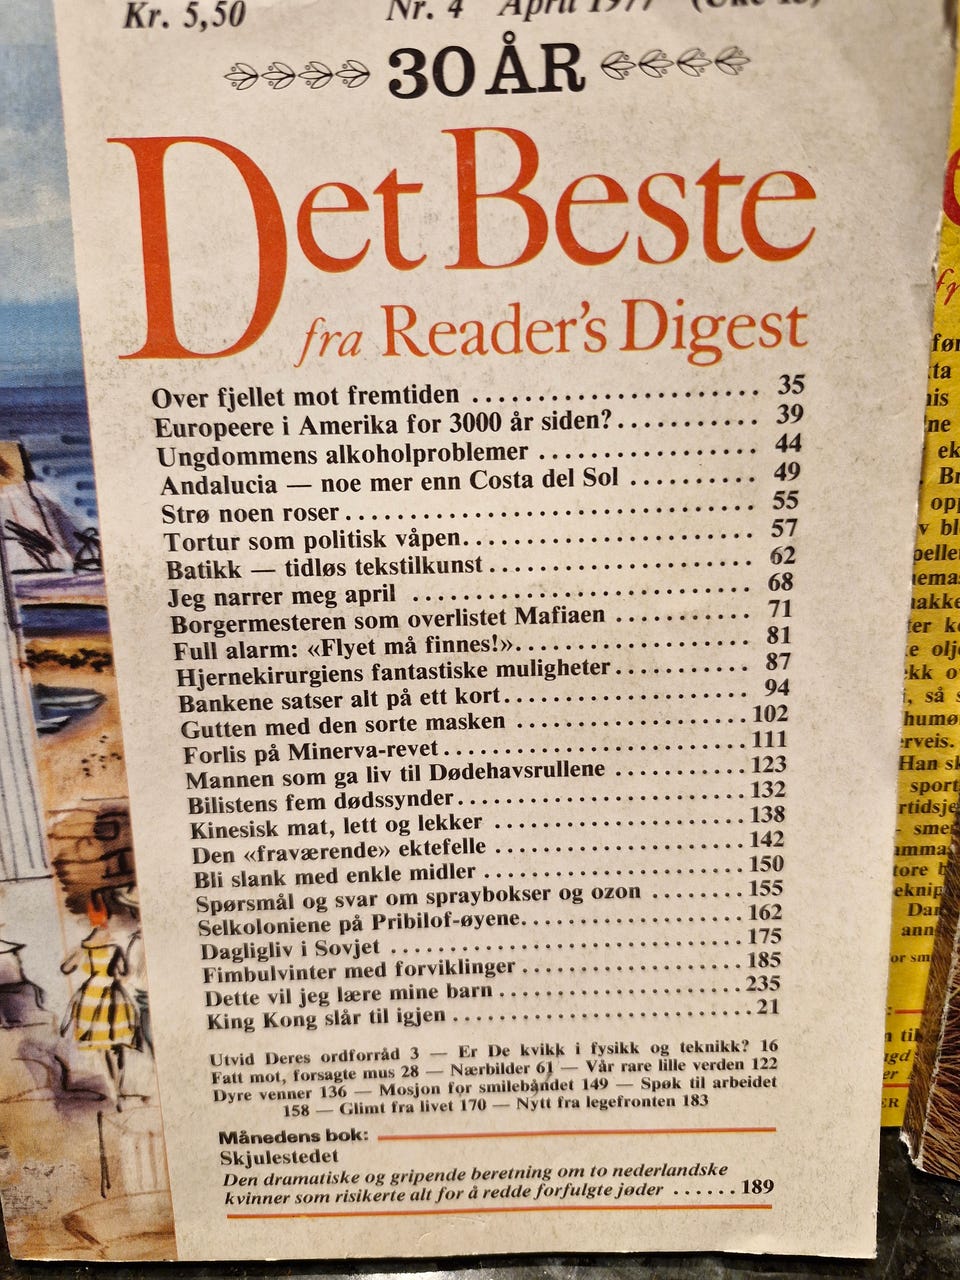 Kr. 5,50 Nr. 4 April 1977
30 ÅR
Det Beste
fra Reader's Digest
Over fjellet mot fremtiden ........................ 35
Europeere i Amerika for 3000 år siden? ........... 39
Ungdommens alkoholproblemer ................. 44
Andalucia — noe mer enn Costa del Sol .......... 49
Strø noen roser ................................ 55
Tortur som politisk våpen ....................... 57
Batikk — tidløs tekstilkunst ..................... 62
Jeg narrer meg april ........................... 68
Borgermesteren som overlistet Mafiaen ........... 71
Full alarm: «Flyet må finnes!» ................... 81
Hjernekirurgiens fantastiske muligheter ........... 87
Bankene satser alt på ett kort .................... 94
Gutten med den sorte masken .................. 102
Forlis på Minerva-revet ........................ 111
Mannen som ga liv til Dødehavsrullene .......... 123
Bilistens fem dødssynder ....................... 132
Kinesisk mat, lett og lekker .................... 138
Den «fraværende» ektefelle .................... 142
Bli slank med enkle midler ..................... 150
Spørsmål og svar om spraybokser og ozon ....... 155
Selkoloniene på Pribilof-øyene ................. 162
Dagligliv i Sovjet ............................. 175
Fimbulvinter med forviklinger .................. 185
Dette vil jeg lære mine barn .................... 235
King Kong slår til igjen ........................ 21
Utvid Deres ordforråd 3 — Er De kvikk i fysikk og teknikk? 16
Fatt mot, forsagte mus 28 — Nærbilder 61 — Vår rare lille verden 122
Dyre venner 136 — Mosjon for smilebåndet 149 — Spøk til arbeidet
158 — Glimt fra livet 170 — Nytt fra legefronten 183
Månedens bok:
Skjulestedet
Den dramatiske og gripende beretning om to nederlandske
kvinner som risikerte alt for å redde forfulgte jøder ...... 189